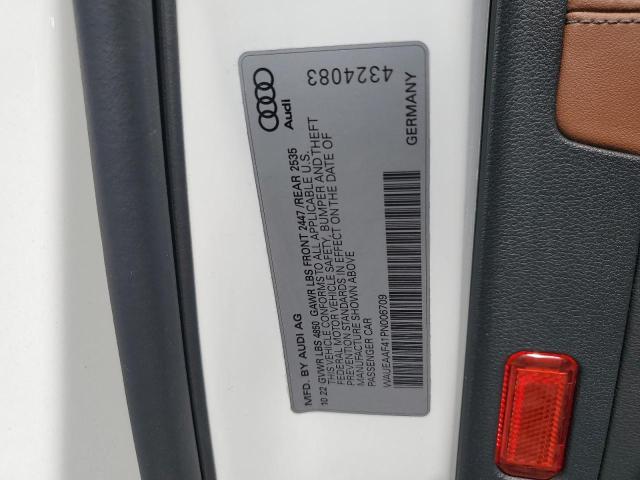 4324083
Audi
GERMANY
MFD. BY AUDI AG
10.22 GVWR LBS 4850 GAWR LBS FRONT 2447 /REAR 2535
THIS VEHICLE CONFORMS TO ALL APPLICABLE U.S.
FEDERAL MOTOR VEHICLE SAFETY, BUMPER AND THEFT
PREVENTION STANDARDS IN EFFECT ON THE DATE OF
MANUFACTURE SHOWN ABOVE
PASSENGER CAR
WAUEAAF41PN006709